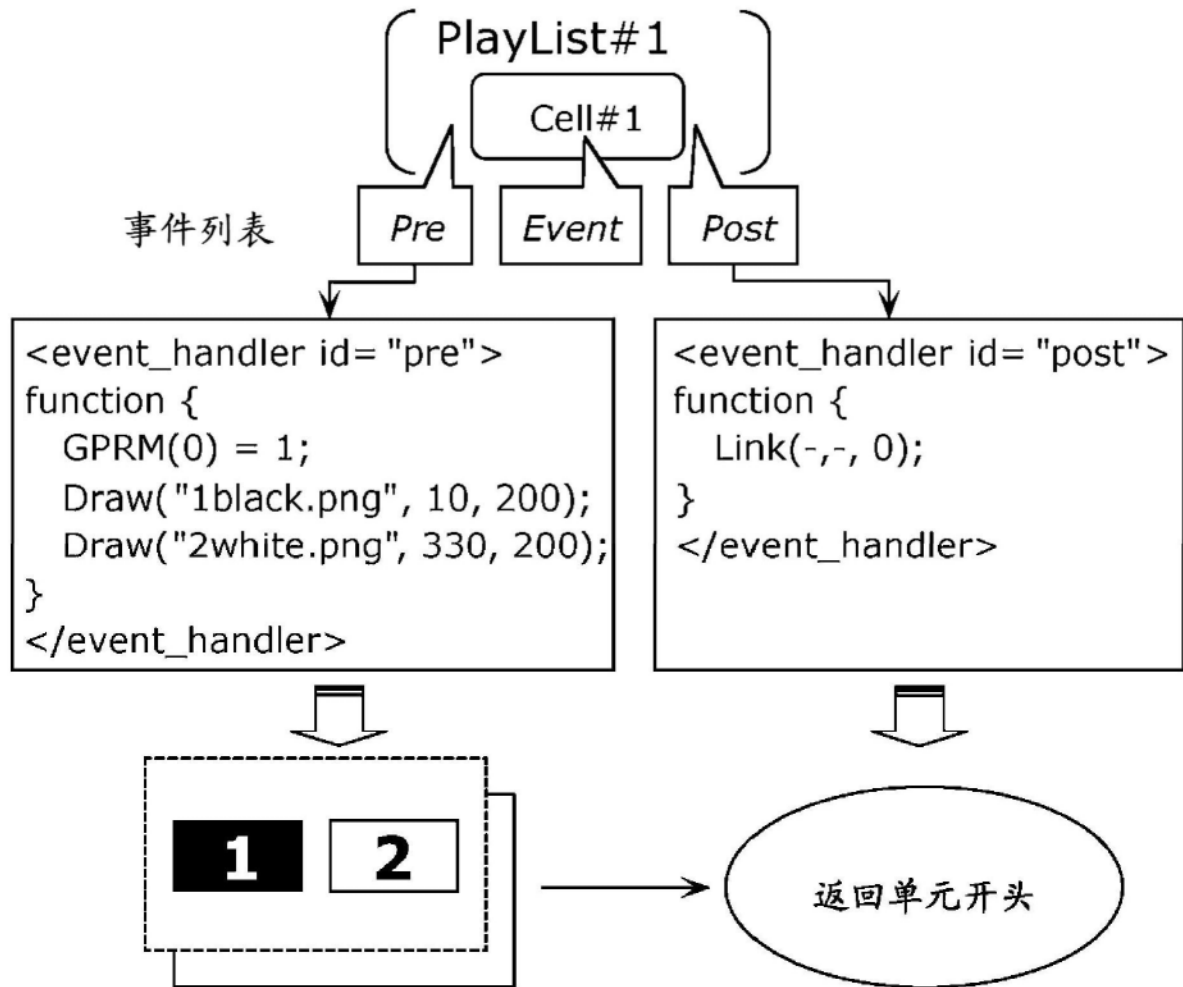 PlayList#1
Cell#1
事件列表
Pre
Event
Post
<event_handler id= "pre">
function {
GPRM(0) = 1;
Draw("1black.png", 10, 200);
Draw("2white.png", 330, 200);
}
</event_handler>
<event_handler id= "post">
function {
Link(-,-, 0);
}
</event_handler>
1
2
返回单元开头